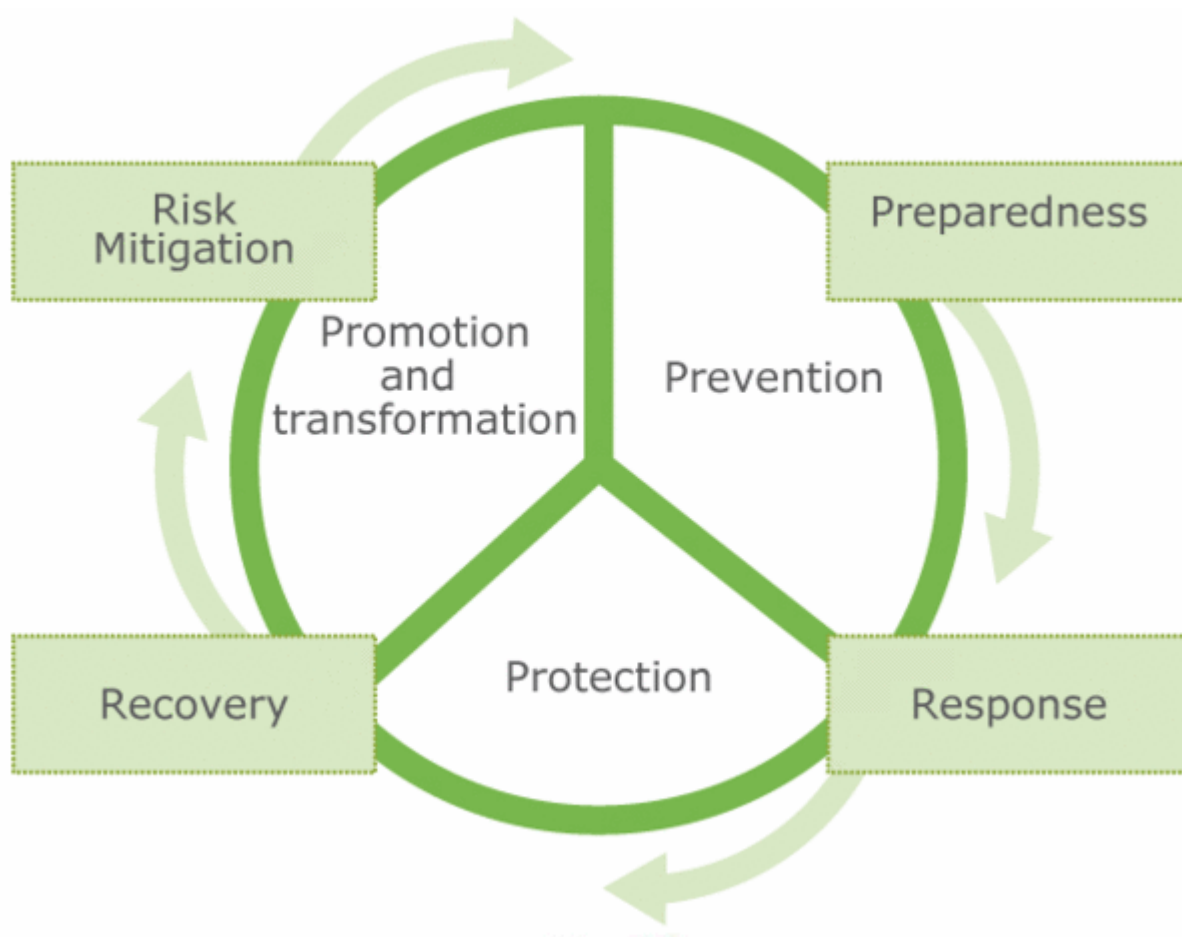 Risk
Mitigation
Preparedness
Promotion
and
transformation
Prevention
Protection
Recovery
Response